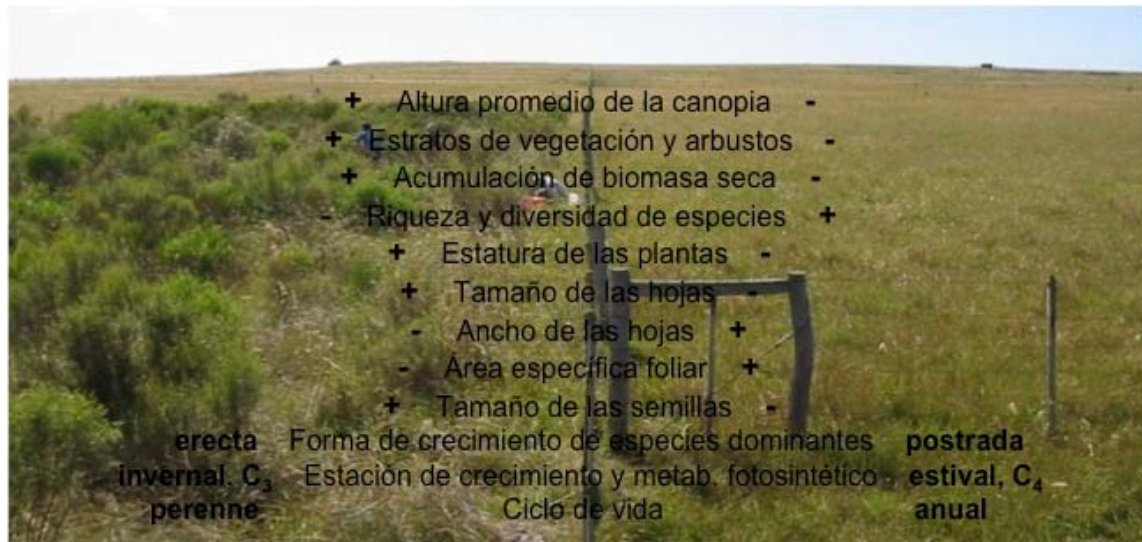 + Altura promedio de la canopia -
+ Estratos de vegetación y arbustos -
+ Acumulación de biomasa seca -
- Riqueza y diversidad de especies +
+ Estatura de las plantas -
+ Tamaño de las hojas -
- Ancho de las hojas +
- Área específica foliar +
+ Tamaño de las semillas -
erecta Forma de crecimiento de especies dominantes postrada
invernal. C₃ Estación de crecimiento y metab. fotosintético estival, C₄
perenne Ciclo de vida anual